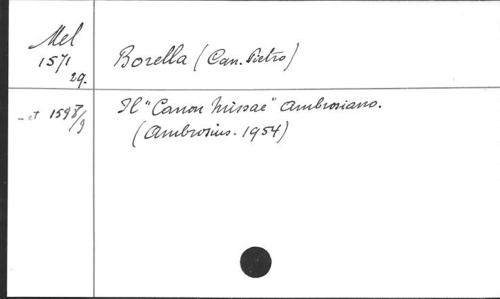 Mel
1571
29.
Borella (Can. Pietro)
et 1598/9
Il "Canon Missae" ambrosiano.
(Ambrosius. 1954)